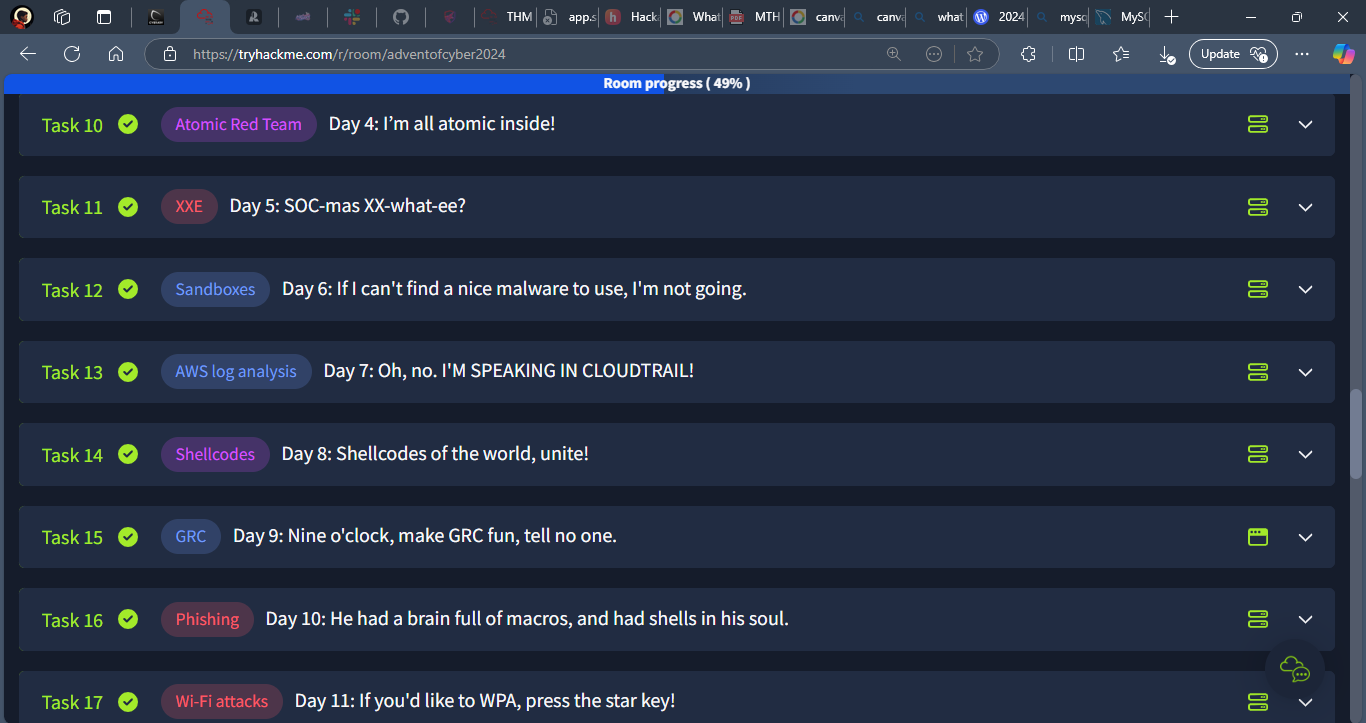 THM
app.s
Hack
What
MTH
canva
canva
what
2024
mysq
MySQ
https://tryhackme.com/r/room/adventofcyber2024
Update
Room progress ( 49% )
Task 10 Atomic Red Team Day 4: I’m all atomic inside!
Task 11 XXE Day 5: SOC-mas XX-what-ee?
Task 12 Sandboxes Day 6: If I can't find a nice malware to use, I'm not going.
Task 13 AWS log analysis Day 7: Oh, no. I'M SPEAKING IN CLOUDTRAIL!
Task 14 Shellcodes Day 8: Shellcodes of the world, unite!
Task 15 GRC Day 9: Nine o'clock, make GRC fun, tell no one.
Task 16 Phishing Day 10: He had a brain full of macros, and had shells in his soul.
Task 17 Wi-Fi attacks Day 11: If you'd like to WPA, press the star key!